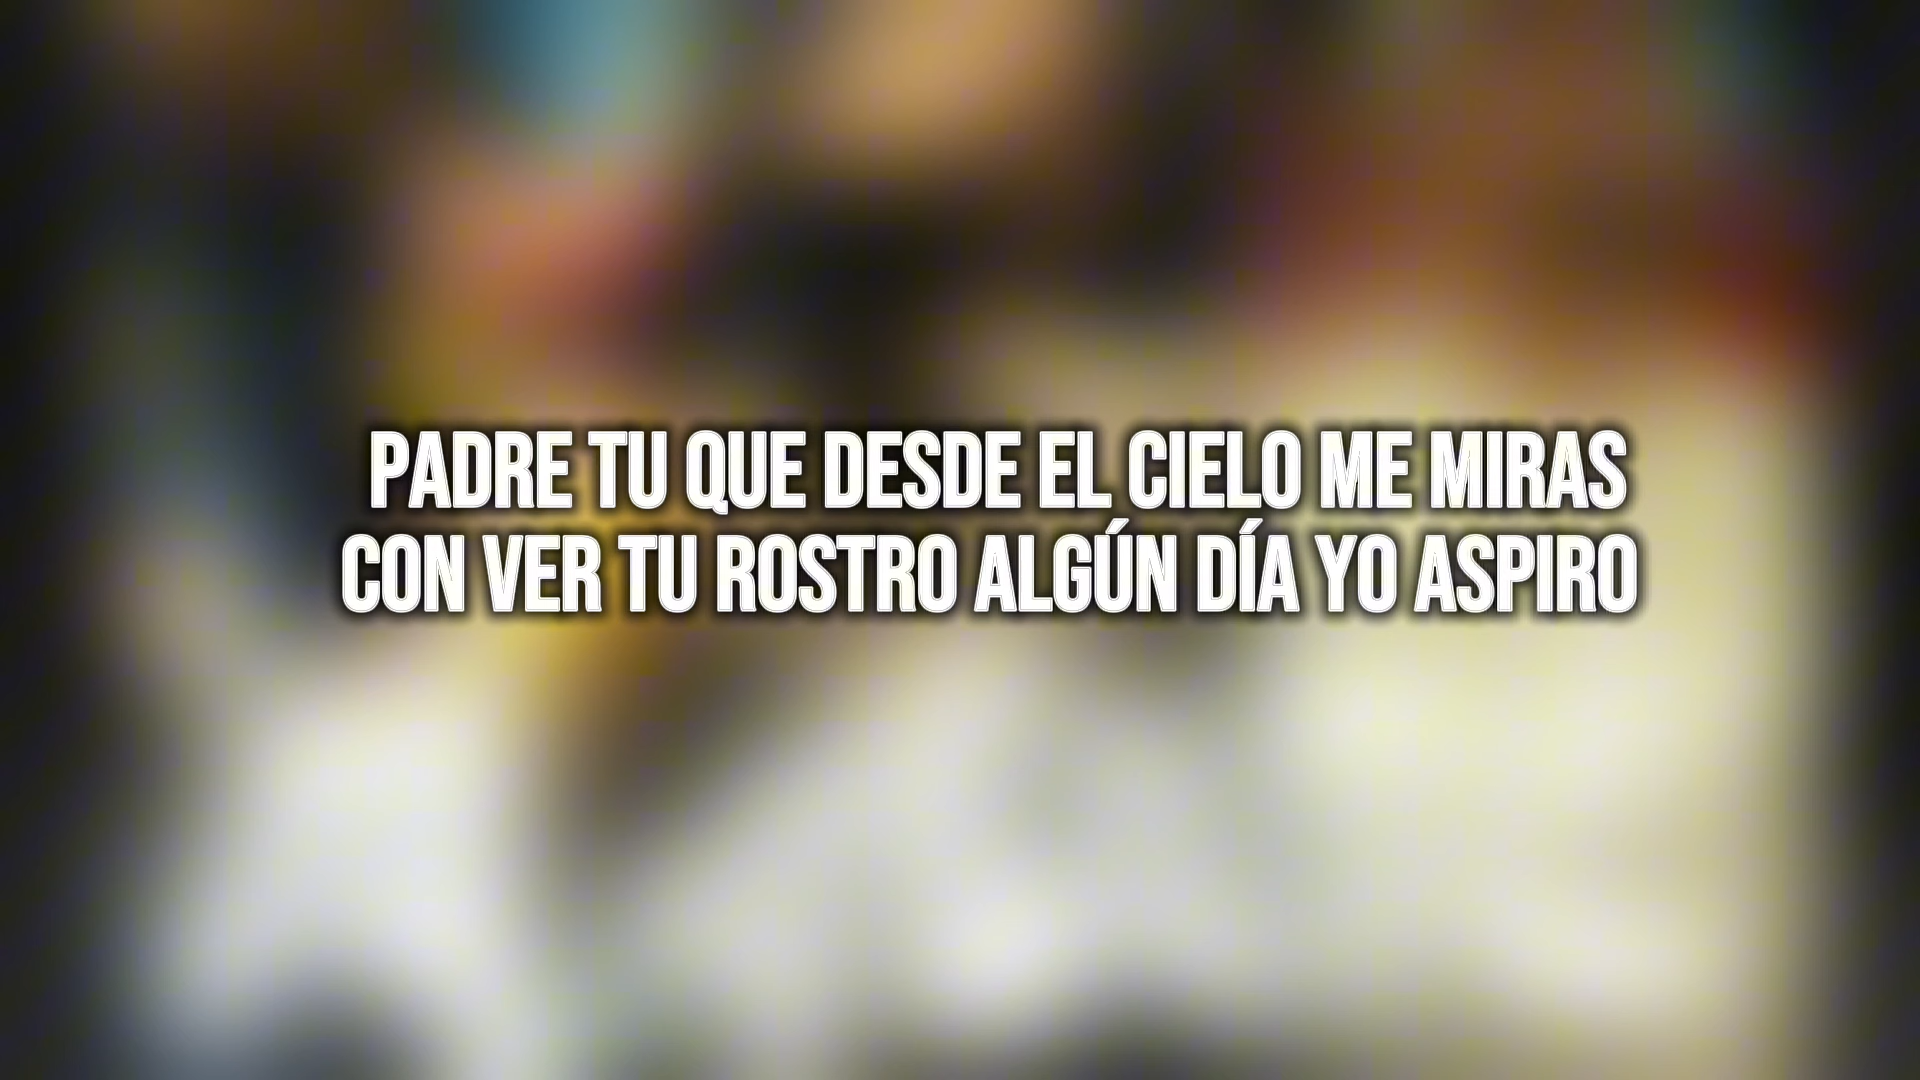 PADRE TU QUE DESDE EL CIELO ME MIRAS
CON VER TU ROSTRO ALGÚN DÍA YO ASPIRO